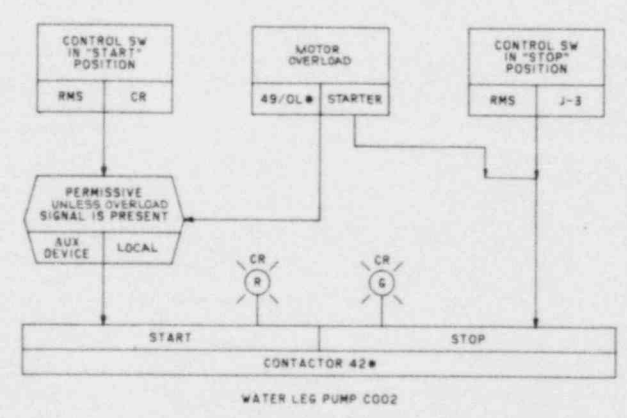 CONTROL SW
IN "START"
POSITION
RMS CR
MOTOR
OVERLOAD
49/OL* STARTER
CONTROL SW
IN "STOP"
POSITION
RMS J-3
PERMISSIVE
UNLESS OVERLOAD
SIGNAL IS PRESENT
AUX
DEVICE
LOCAL
CR
R
CR
G
START STOP
CONTACTOR 42*
WATER LEG PUMP C002